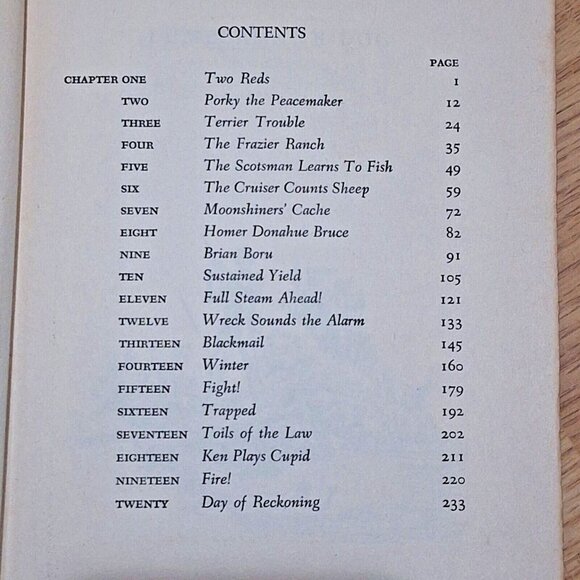 CONTENTS
PAGE
CHAPTER ONE Two Reds 1
TWO Porky the Peacemaker 12
THREE Terrier Trouble 24
FOUR The Frazier Ranch 35
FIVE The Scotsman Learns To Fish 49
SIX The Cruiser Counts Sheep 59
SEVEN Moonshiners' Cache 72
EIGHT Homer Donahue Bruce 82
NINE Brian Boru 91
TEN Sustained Yield 105
ELEVEN Full Steam Ahead! 121
TWELVE Wreck Sounds the Alarm 133
THIRTEEN Blackmail 145
FOURTEEN Winter 160
FIFTEEN Fight! 179
SIXTEEN Trapped 192
SEVENTEEN Toils of the Law 202
EIGHTEEN Ken Plays Cupid 211
NINETEEN Fire! 220
TWENTY Day of Reckoning 233